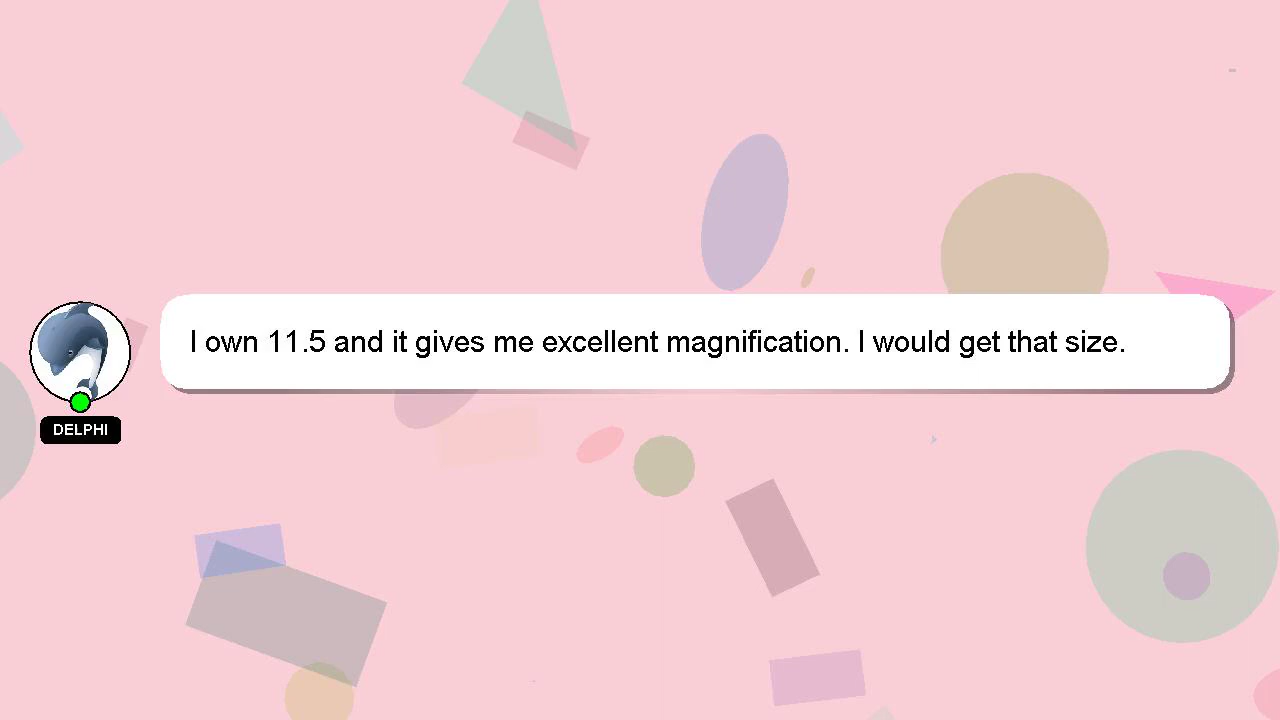 I own 11.5 and it gives me excellent magnification. I would get that size.
DELPHI